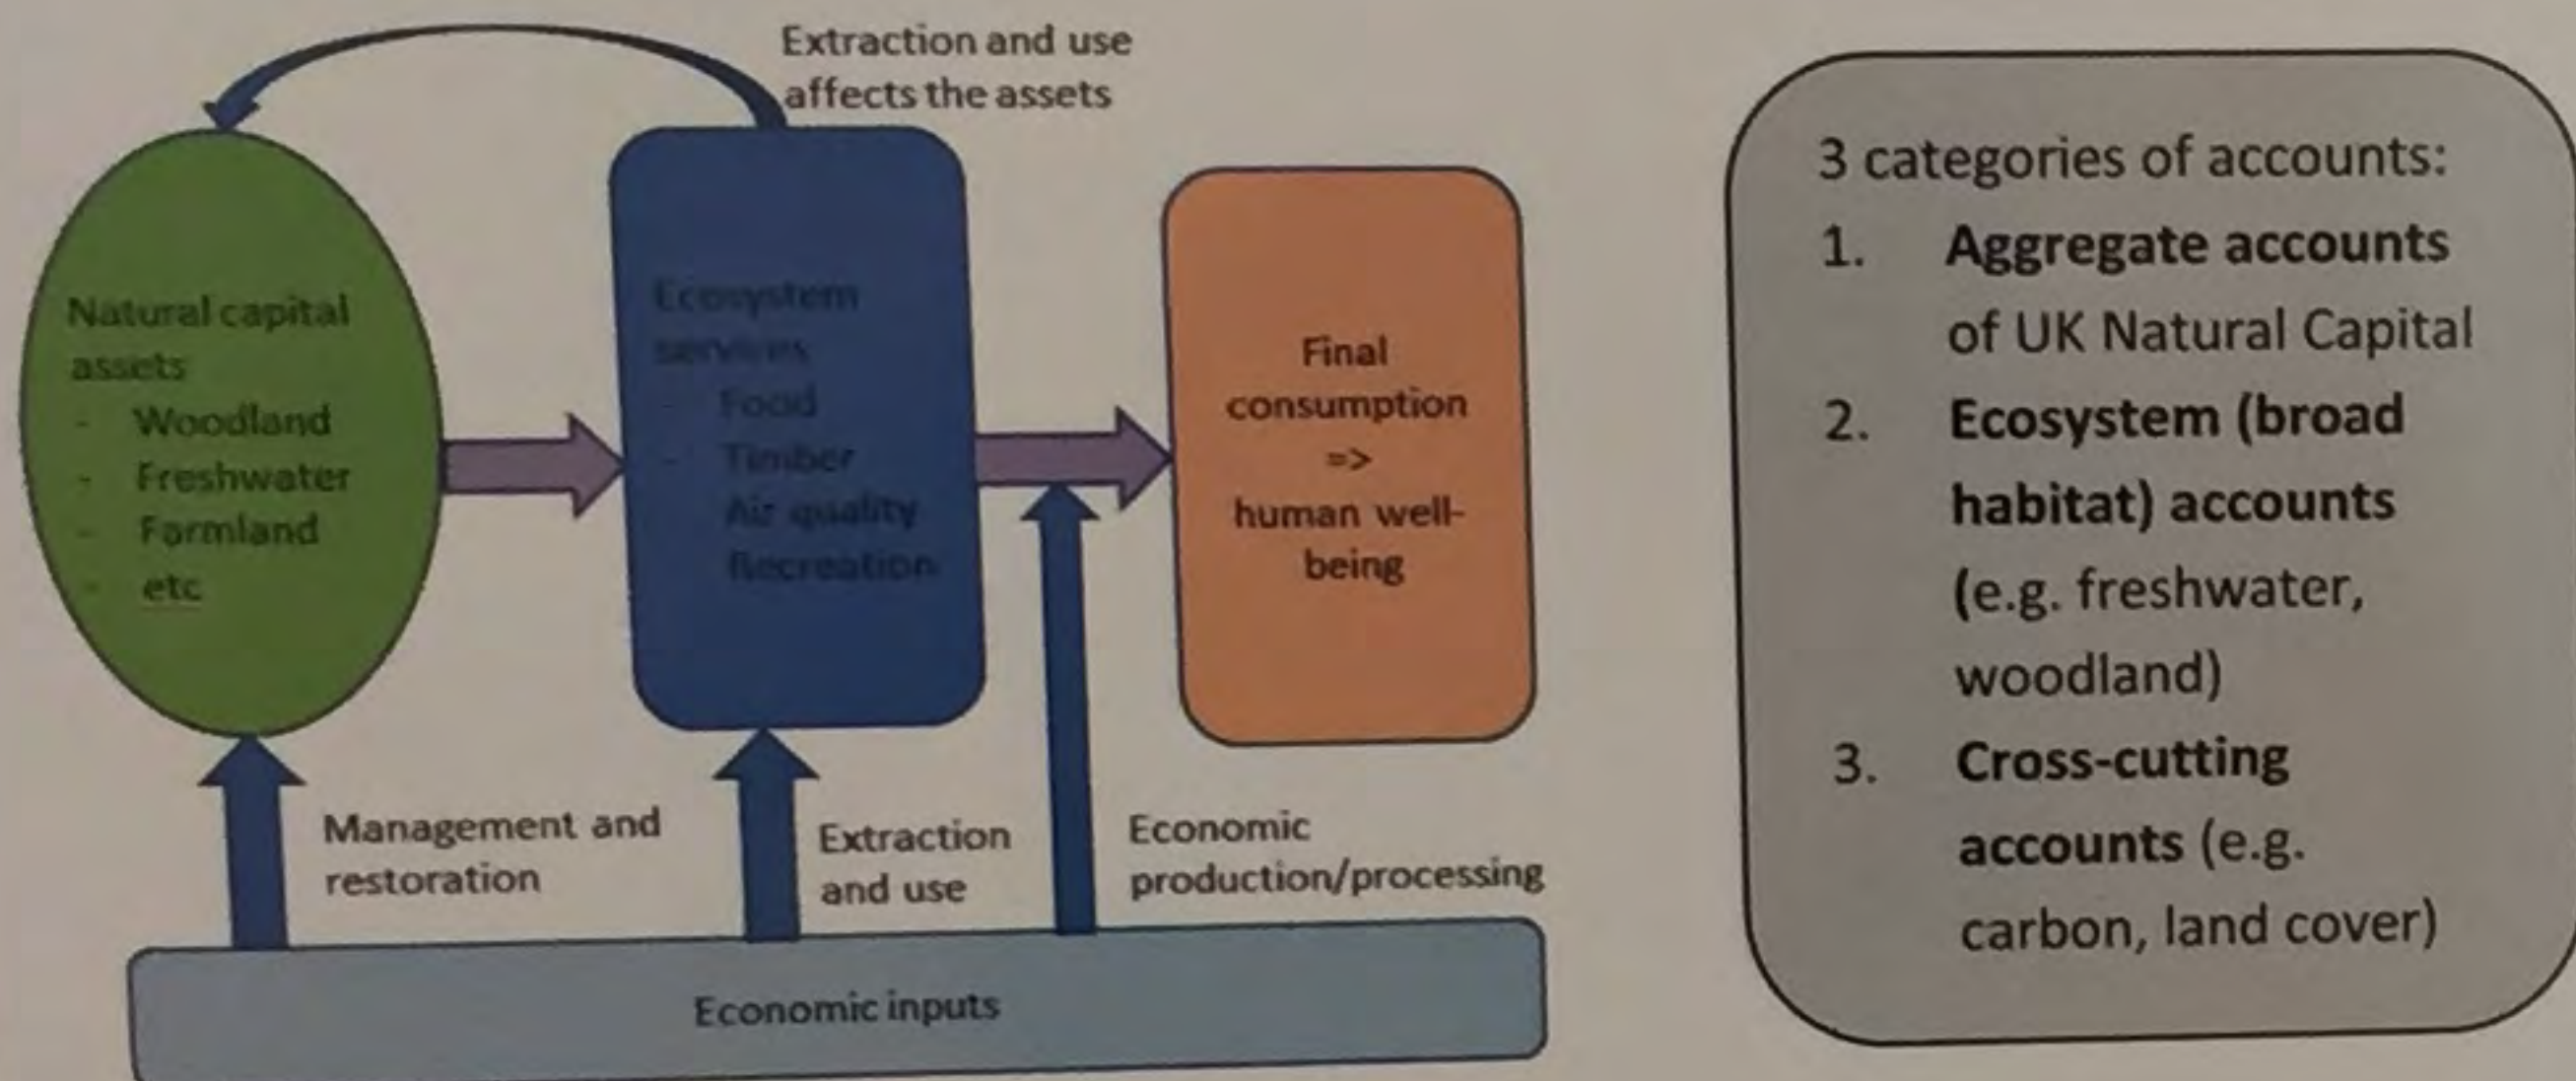 Extraction and use
affects the assets
Natural capital
assets
- Woodland
- Freshwater
- Farmland
- etc
Ecosystem
services
- Food
- Timber
Air quality
Recreation
Final
consumption
=>
human well-
being
Management and
restoration
Extraction
and use
Economic
production/processing
Economic inputs
3 categories of accounts:
1. Aggregate accounts
of UK Natural Capital
2. Ecosystem (broad
habitat) accounts
(e.g. freshwater,
woodland)
3. Cross-cutting
accounts (e.g.
carbon, land cover)